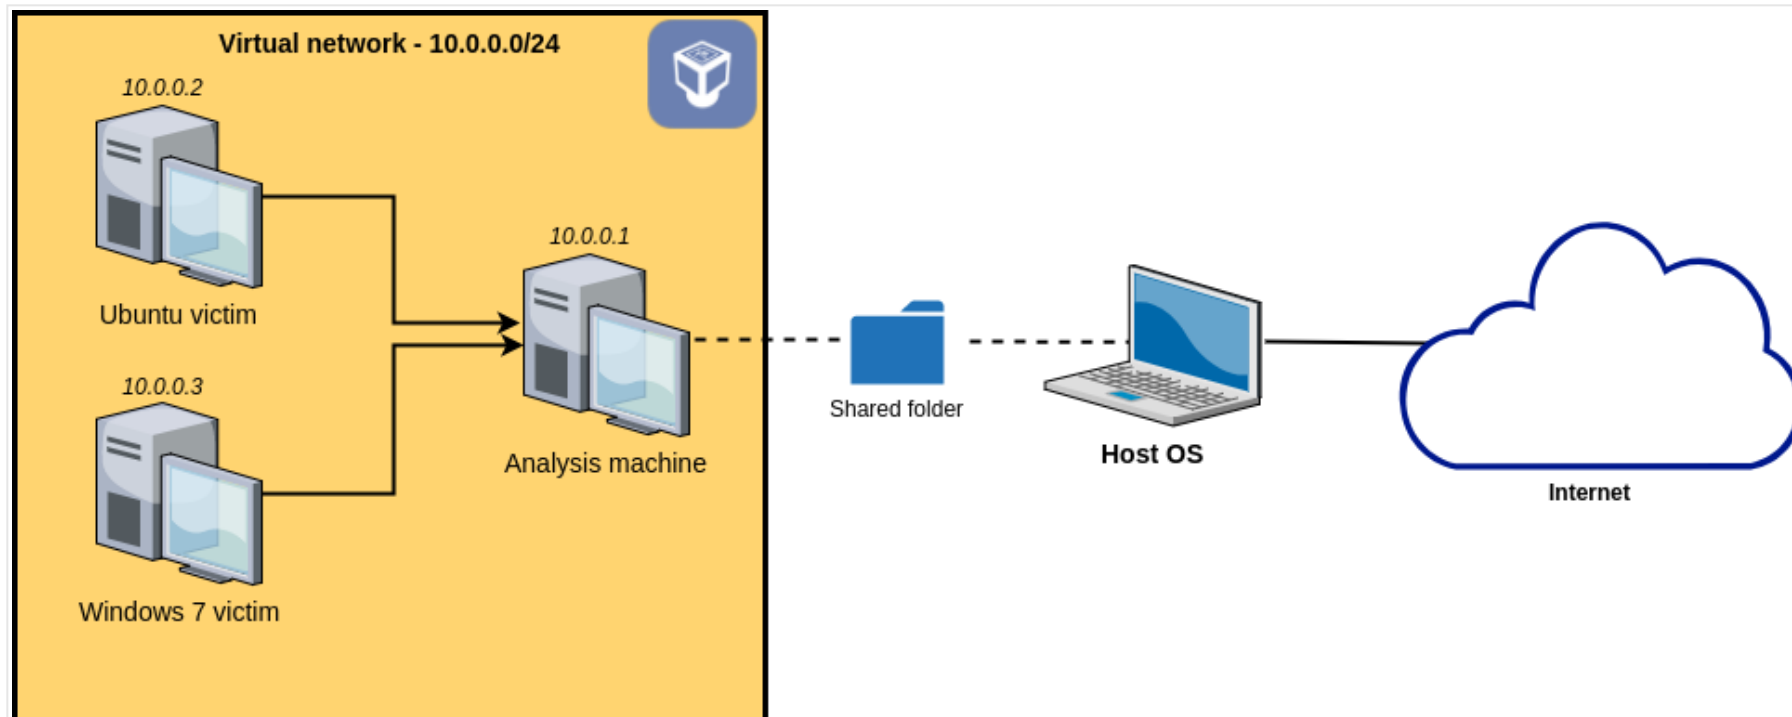 Virtual network - 10.0.0.0/24
10.0.0.2
Ubuntu victim
10.0.0.1
Analysis machine
10.0.0.3
Windows 7 victim
Shared folder
Host OS
Internet